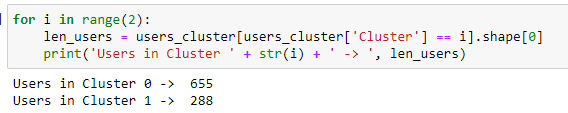 for i in range(2):
    len_users = users_cluster[users_cluster['Cluster'] == i].shape[0]
    print('Users in Cluster ' + str(i) + ' -> ', len_users)
Users in Cluster 0 ->  655
Users in Cluster 1 ->  288